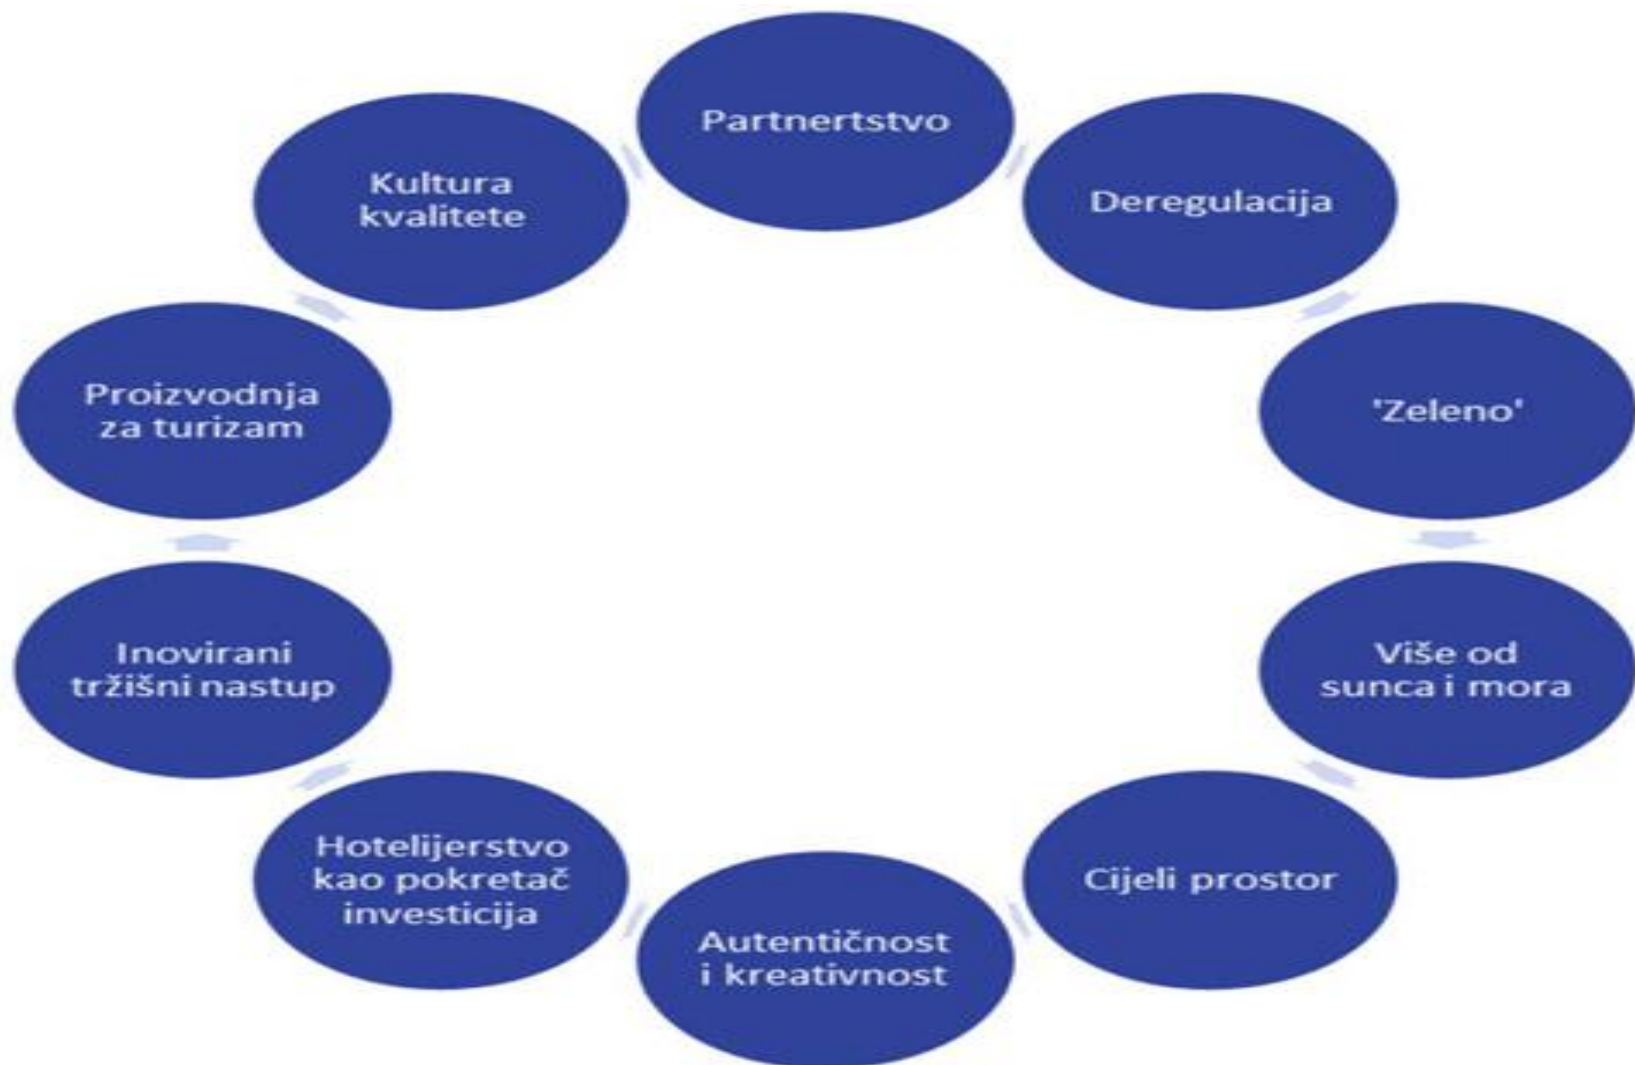 Partnertstvo
Deregulacija
'Zeleno'
Više od
sunca i mora
Cijeli prostor
Autentičnost
i kreativnost
Hotelijerstvo
kao pokretač
investicija
Inovirani
tržišni nastup
Proizvodnja
za turizam
Kultura
kvalitete